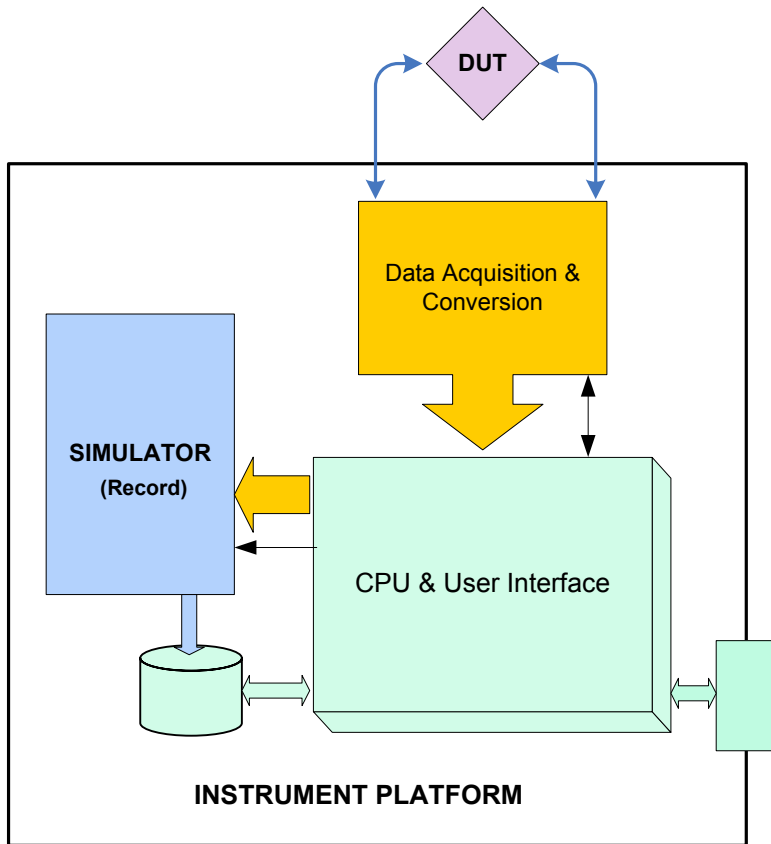 DUT
Data Acquisition &
Conversion
SIMULATOR
(Record)
CPU & User Interface
INSTRUMENT PLATFORM